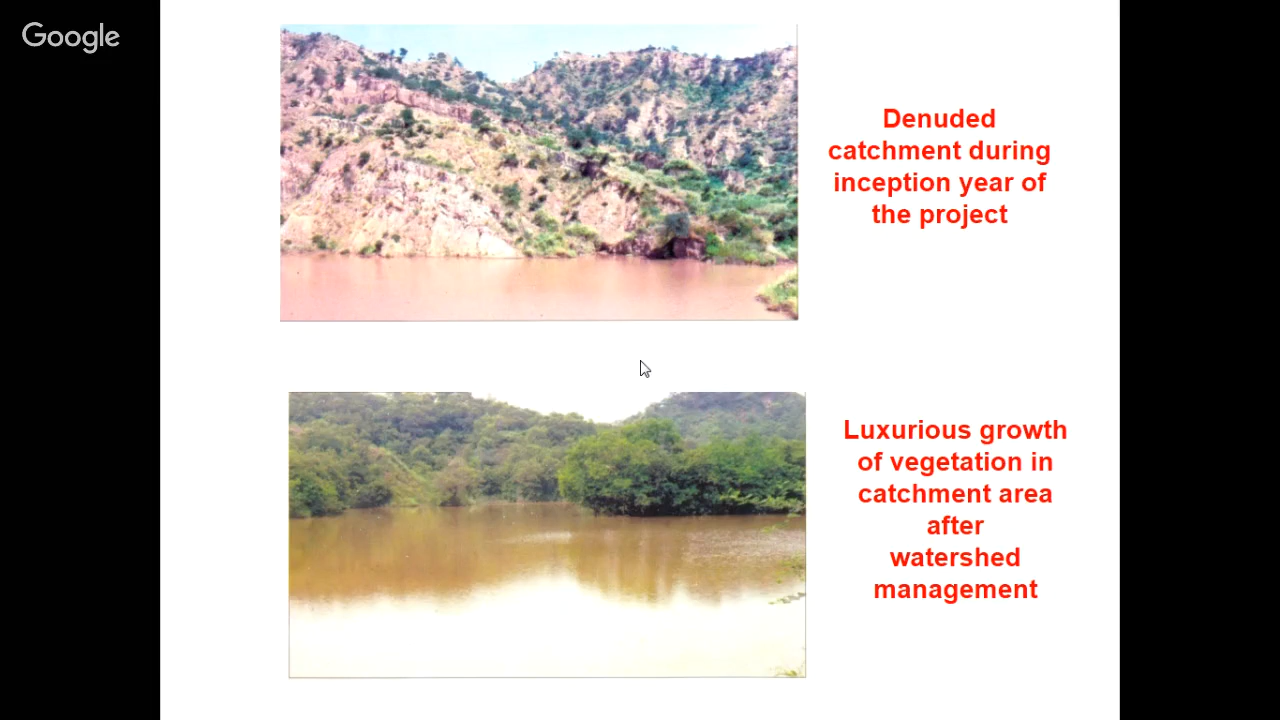 Google
Denuded
catchment during
inception year of
the project
Luxurious growth
of vegetation in
catchment area
after
watershed
management